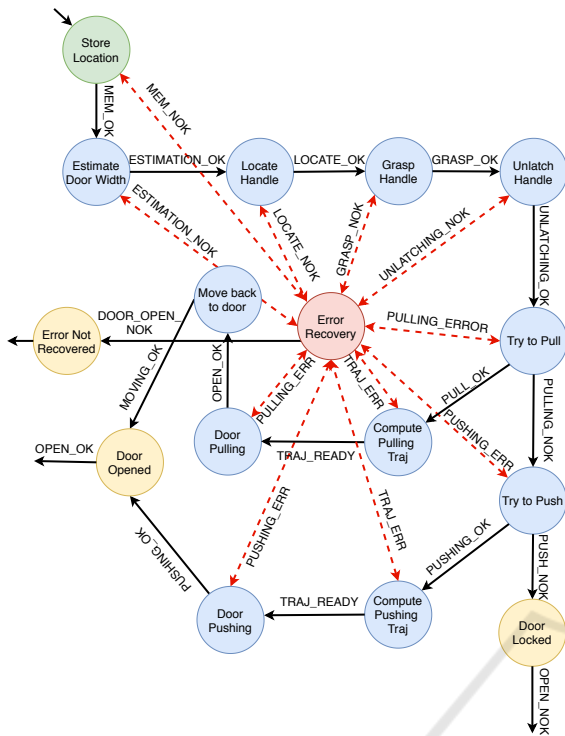 Store
Location
MEM_OK
MEM_NOK
Estimate
Door Width
ESTIMATION_OK
Locate
Handle
LOCATE_OK
Grasp
Handle
GRASP_OK
Unlatch
Handle
ESTIMATION_NOK
LOCATE_NOK
GRASP_NOK
UNLATCHING_NOK
UNLATCHING_OK
Move back
to door
Error
Recovery
PULLING_ERROR
Try to Pull
Error Not
Recovered
DOOR_OPEN_
NOK
MOVING_OK
OPEN_OK
PULLING_ERR
TRAJ_ERR
PULL_OK
PULLING_NOK
PUSHING_ERR
Door
Opened
OPEN_OK
Door
Pulling
TRAJ_READY
Compute
Pulling
Traj
Try to Push
PUSHING_OK
PUSHING_ERR
TRAJ_ERR
PUSHING_OK
PUSH_NOK
Door
Pushing
TRAJ_READY
Compute
Pushing
Traj
Door
Locked
OPEN_NOK